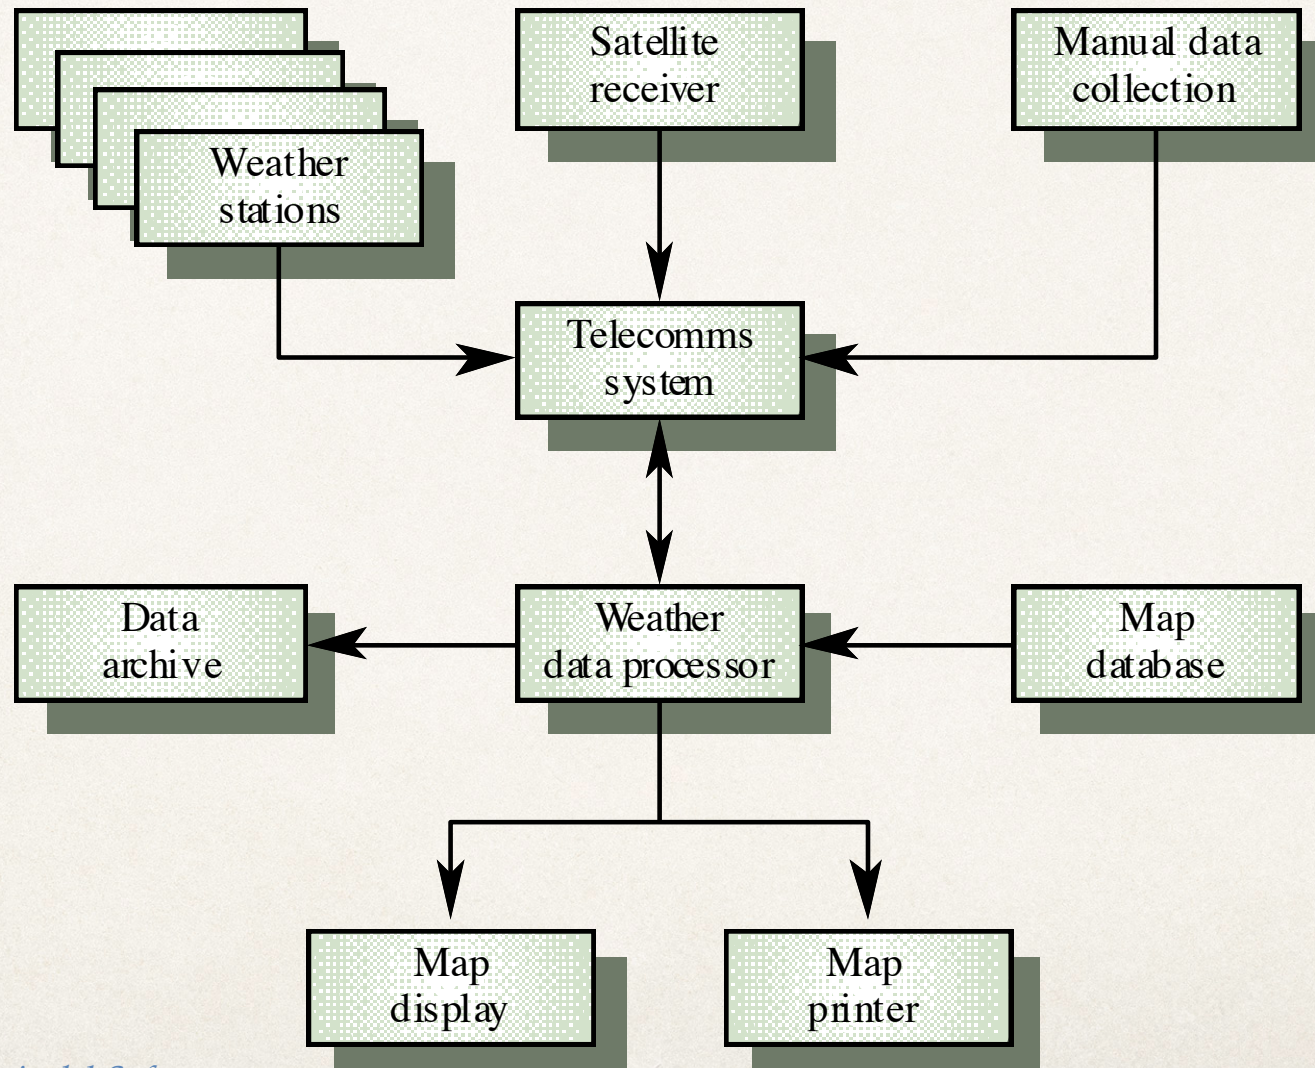 Satellite
receiver
Manual data
collection
Weather
stations
Telecomms
system
Data
archive
Weather
data processor
Map
database
Map
display
Map
printer